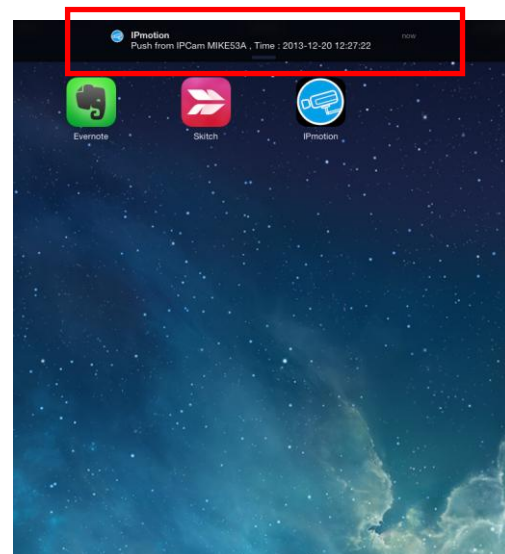 IPmotion
now
Push from IPCam MIKE53A , Time : 2013-12-20 12:27:22
Evernote
Skitch
IPmotion